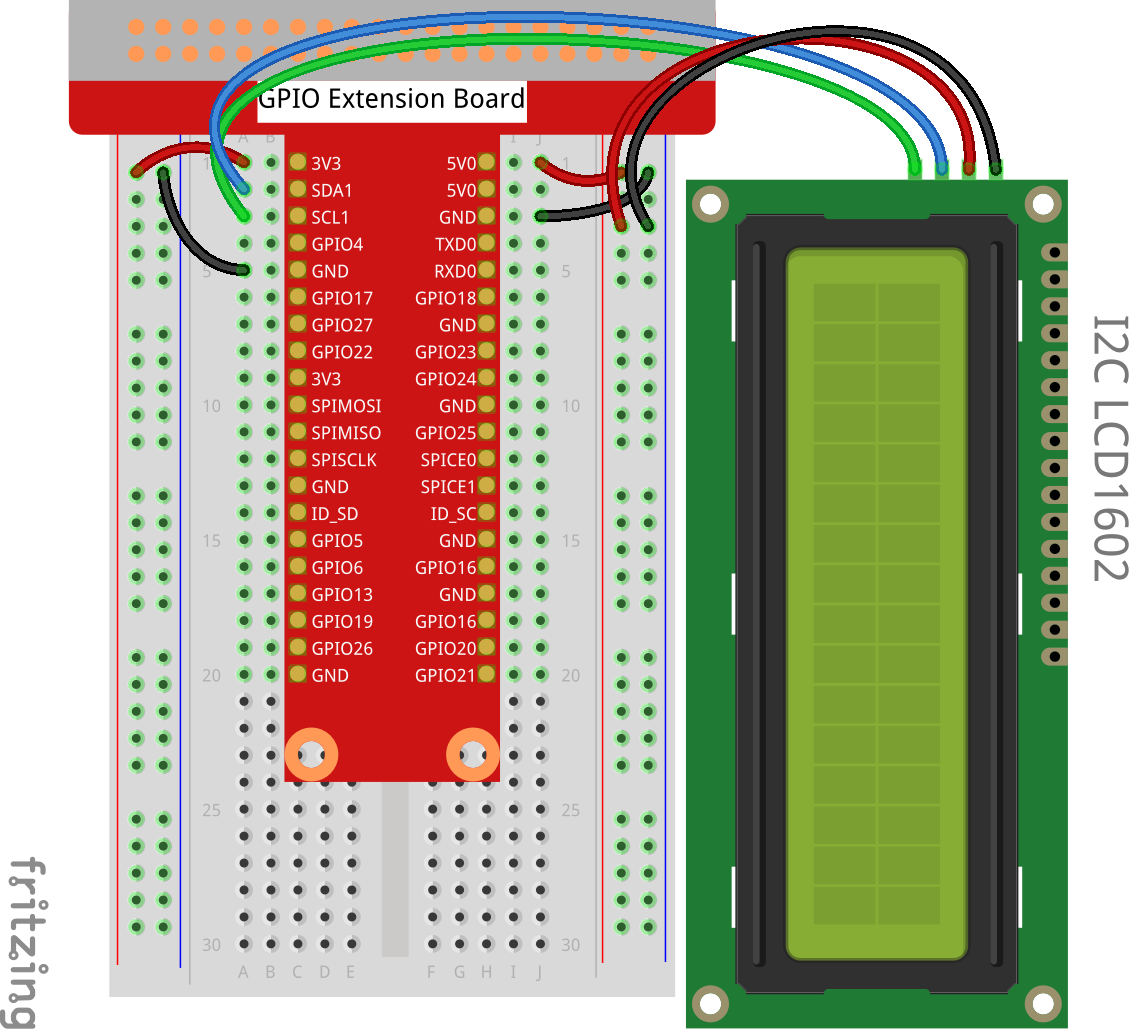 GPIO Extension Board
A B I J
1 3V3 5V0 1
SDA1 5V0
SCL1 GND
GPIO4 TXD0
5 GND RXD0 5
GPIO17 GPIO18
GPIO27 GND
GPIO22 GPIO23
3V3 GPIO24
10 SPIMOSI GND 10
SPIMISO GPIO25
SPISCLK SPICE0
GND SPICE1
ID_SD ID_SC
15 GPIO5 GND 15
GPIO6 GPIO16
GPIO13 GND
GPIO19 GPIO16
GPIO26 GPIO20
20 GND GPIO21 20
25 25
30 30
A B C D E F G H I J
I2C LCD1602
fritzing